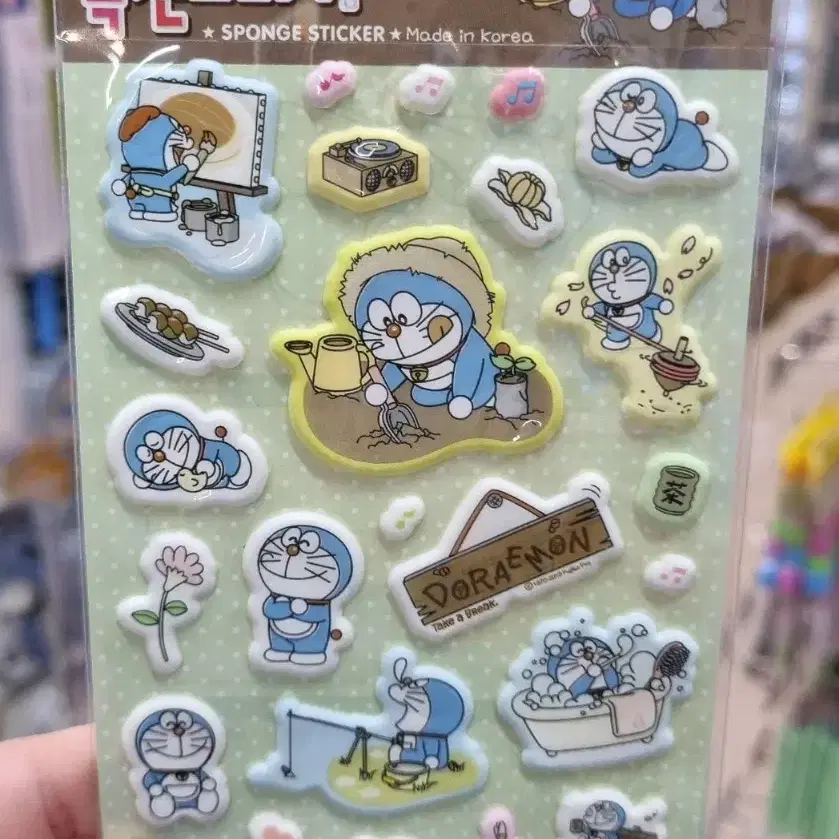 ★ SPONGE STICKER ★ Made in Korea
DORAEMON
Take a Break.
茶